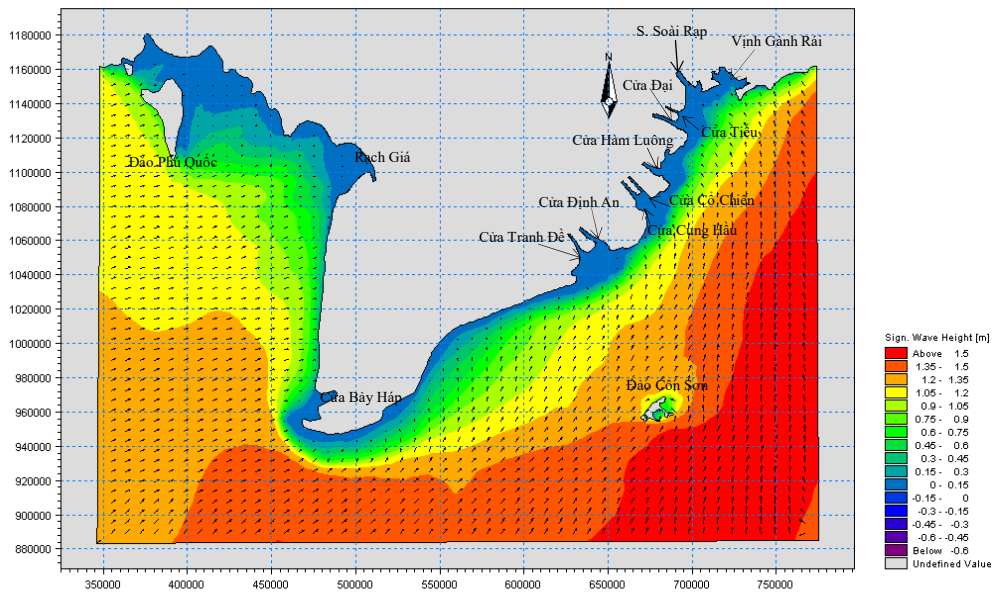 1180000
1160000
1140000
1120000
1100000
1080000
1060000
1040000
1020000
1000000
980000
960000
940000
920000
900000
880000
S. Soài Rạp
Vịnh Gành Rái
N
Cửa Đại
Cửa Tiểu
Cửa Hàm Luông
Rạch Giá
Đảo Phú Quốc
Cửa Cổ Chiên
Cửa Định An
Cửa Cung Hầu
Cửa Tranh Đề
Đảo Côn Sơn
Cửa Bảy Háp
350000 400000 450000 500000 550000 600000 650000 700000 750000
Sign. Wave Height [m]
Above 1.5
1.35 - 1.5
1.2 - 1.35
1.05 - 1.2
0.9 - 1.05
0.75 - 0.9
0.6 - 0.75
0.45 - 0.6
0.3 - 0.45
0.15 - 0.3
0 - 0.15
-0.15 - 0
-0.3 - -0.15
-0.45 - -0.3
-0.6 - -0.45
Below -0.6
Undefined Value